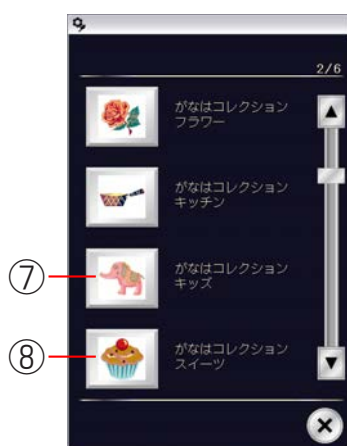 2/6
がなはコレクション
フラワー
がなはコレクション
キッチン
⑦
がなはコレクション
キッズ
⑧
がなはコレクション
スイーツ